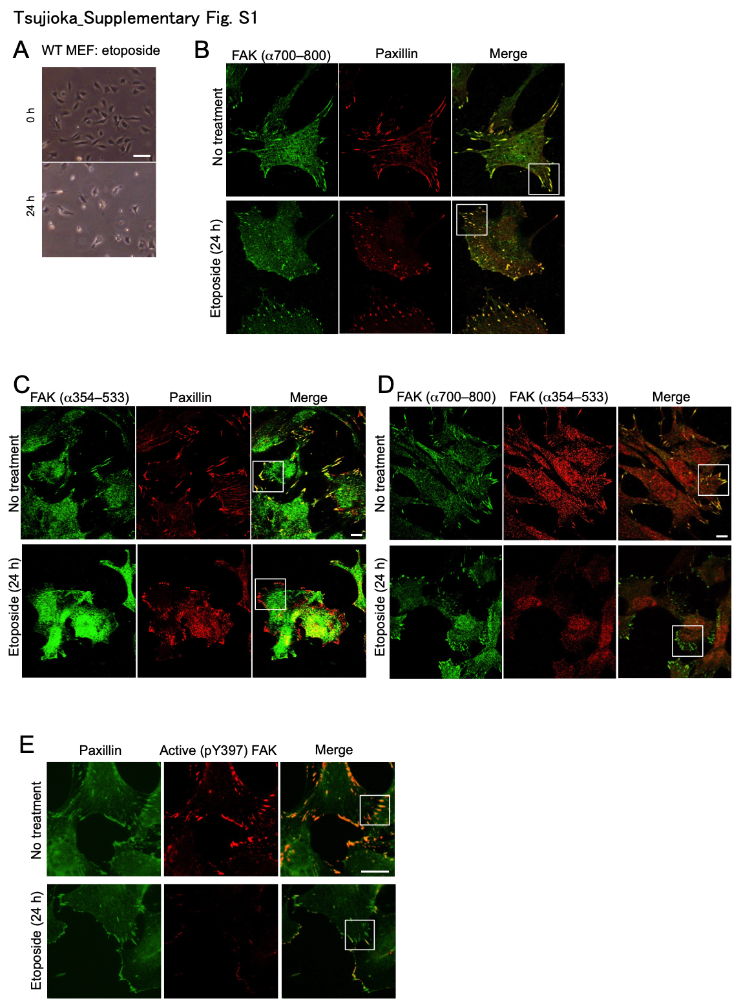 Tsujioka_Supplementary Fig. S1
A
WT MEF: etoposide
0 h
24 h
B
FAK (α700–800)
Paxillin
Merge
No treatment
Etoposide (24 h)
C
FAK (α354–533)
Paxillin
Merge
No treatment
Etoposide (24 h)
D
FAK (α700–800)
FAK (α354–533)
Merge
No treatment
Etoposide (24 h)
E
Paxillin
Active (pY397) FAK
Merge
No treatment
Etoposide (24 h)